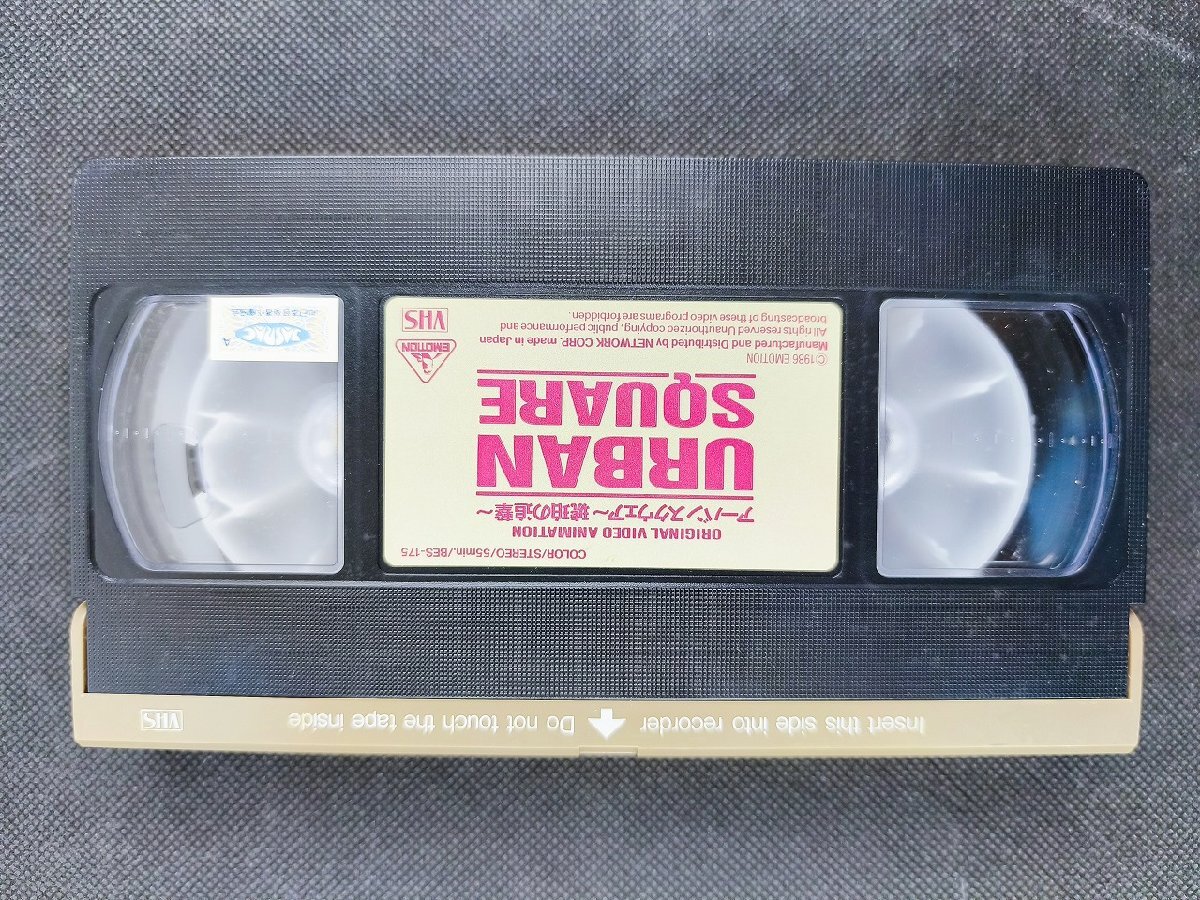 COLOR/STEREO/55min./BES-175
ORIGINAL VIDEO ANIMATION
アーバンスクウェア〜琥珀の追撃〜
URBAN
SQUARE
©1986 EMOTION
Manufactured and Distributed by NETWORK CORP. made in Japan
All rights reserved Unauthorized copying, public performance and
broadcasting of these video programs are forbidden.
EMOTION
VHS
Insert this side into recorder
Do not touch the tape inside
VHS